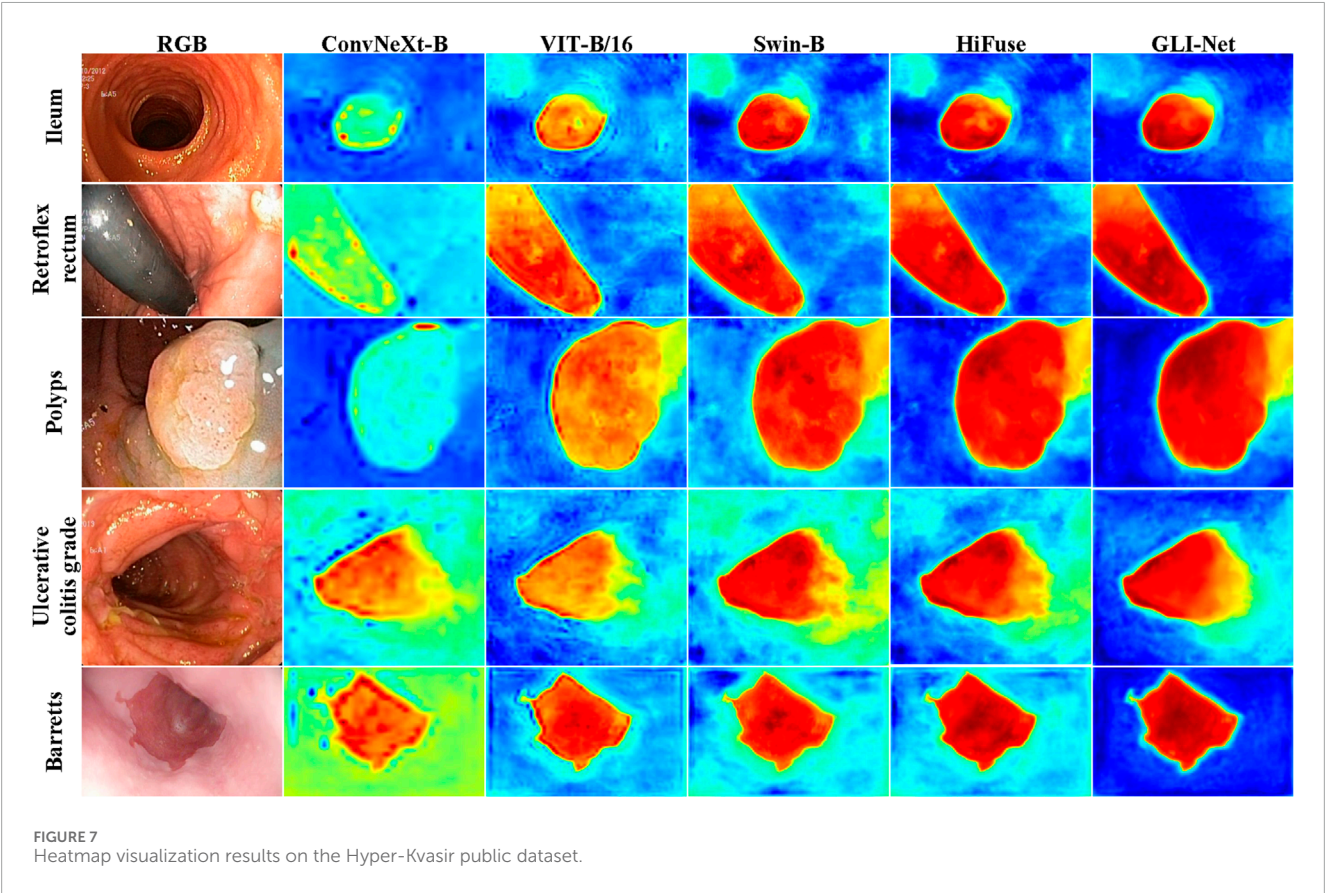 RGB ConvNeXt-B VIT-B/16 Swin-B HiFuse GLI-Net
Ileum
Retroflex
rectum
Polyps
Ulcerative
colitis grade
Barretts
FIGURE 7
Heatmap visualization results on the Hyper-Kvasir public dataset.